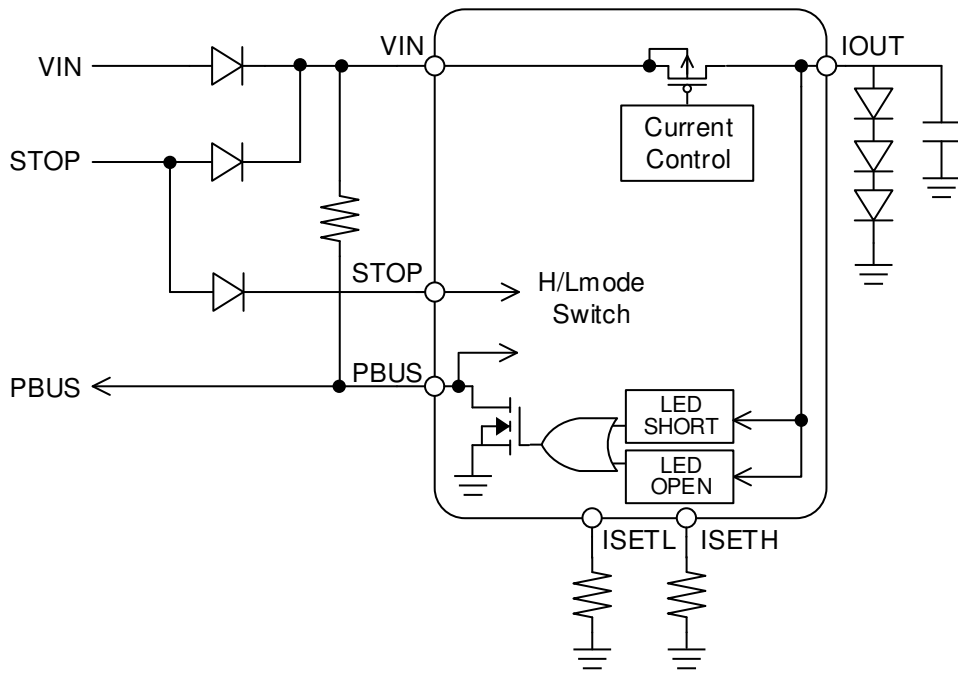 VIN
IOUT
VIN
Current
Control
STOP
STOP
H/Lmode
Switch
PBUS
PBUS
LED
SHORT
LED
OPEN
ISETL
ISETH